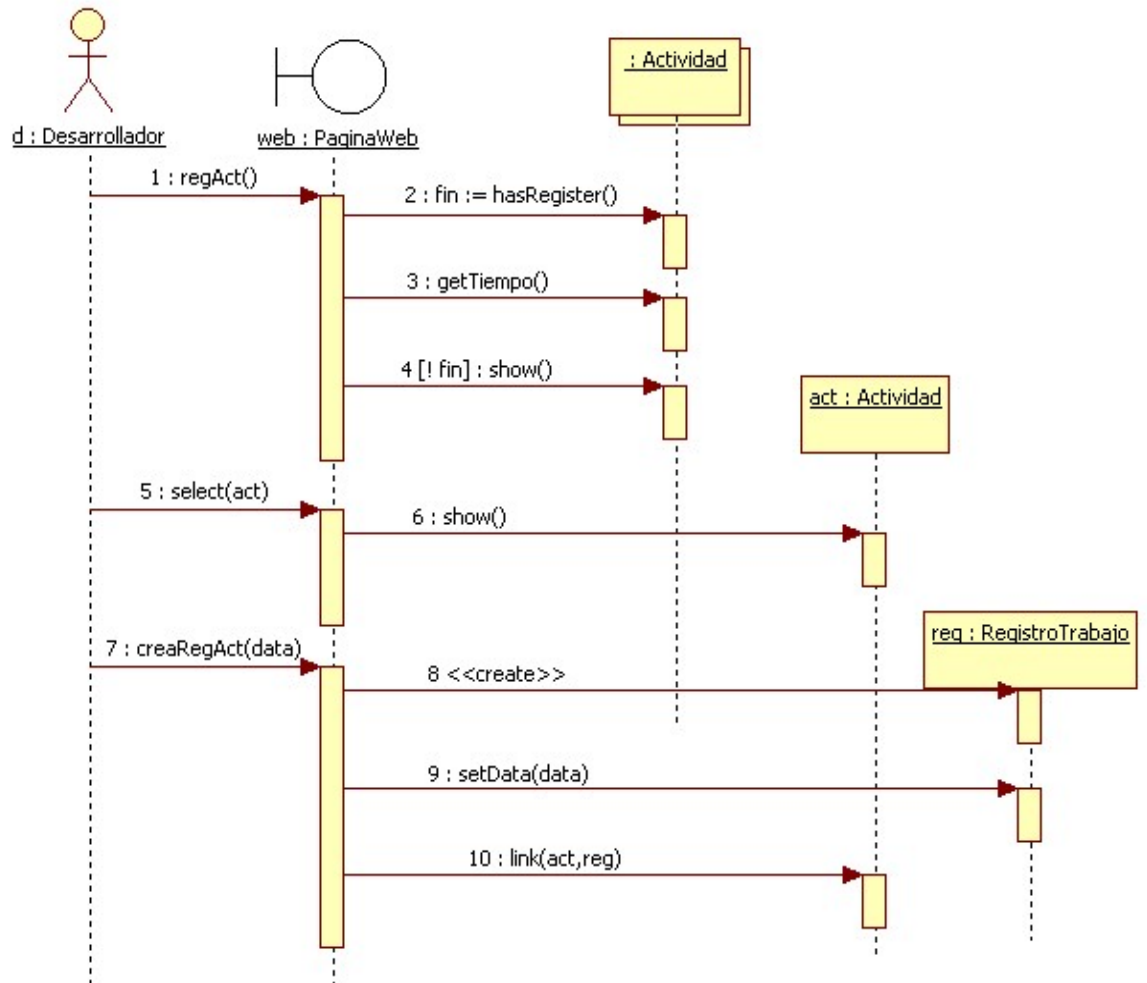 : Actividad
d : Desarrollador
web : PaginaWeb
1 : regAct()
2 : fin := hasRegister()
3 : getTiempo()
4 [! fin] : show()
act : Actividad
5 : select(act)
6 : show()
reg : RegistroTrabajo
7 : creaRegAct(data)
8 <<create>>
9 : setData(data)
10 : link(act,reg)